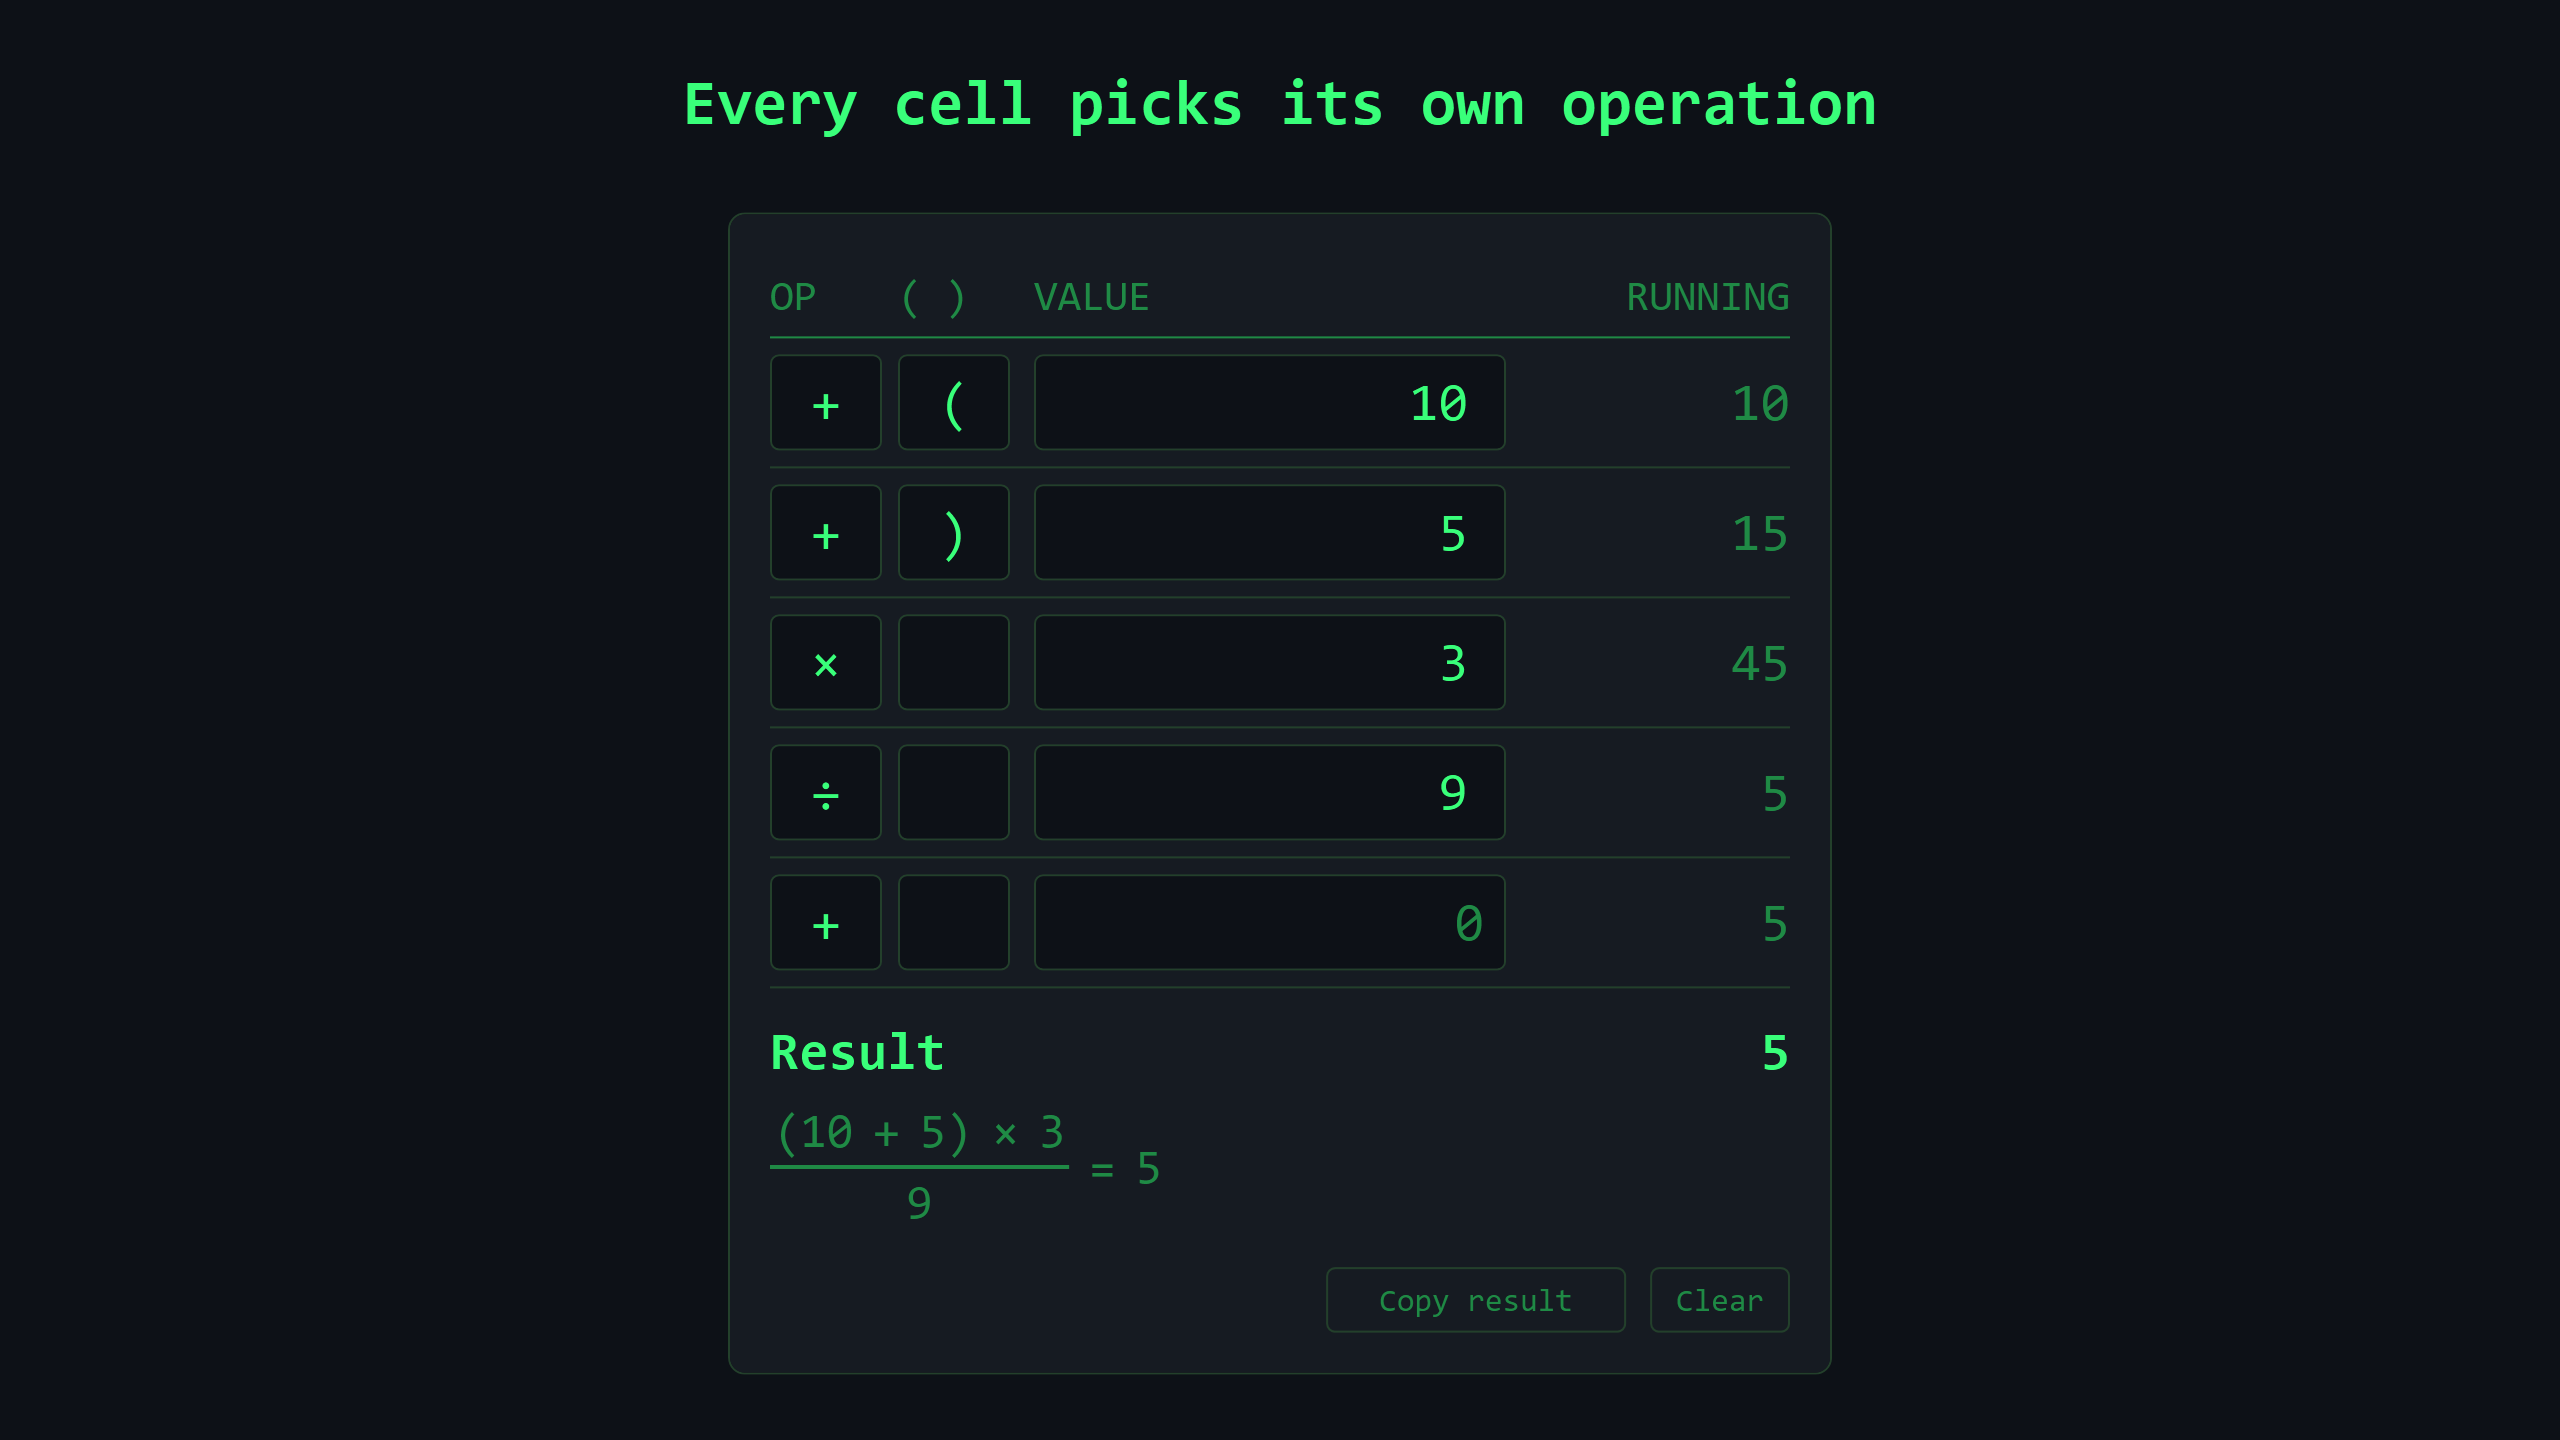 Every cell picks its own operation
OP ( ) VALUE RUNNING
+ ( 10 10
+ ) 5 15
× 3 45
÷ 9 5
+ 0 5
Result 5
(10 + 5) × 3
= 5
9
Copy result Clear